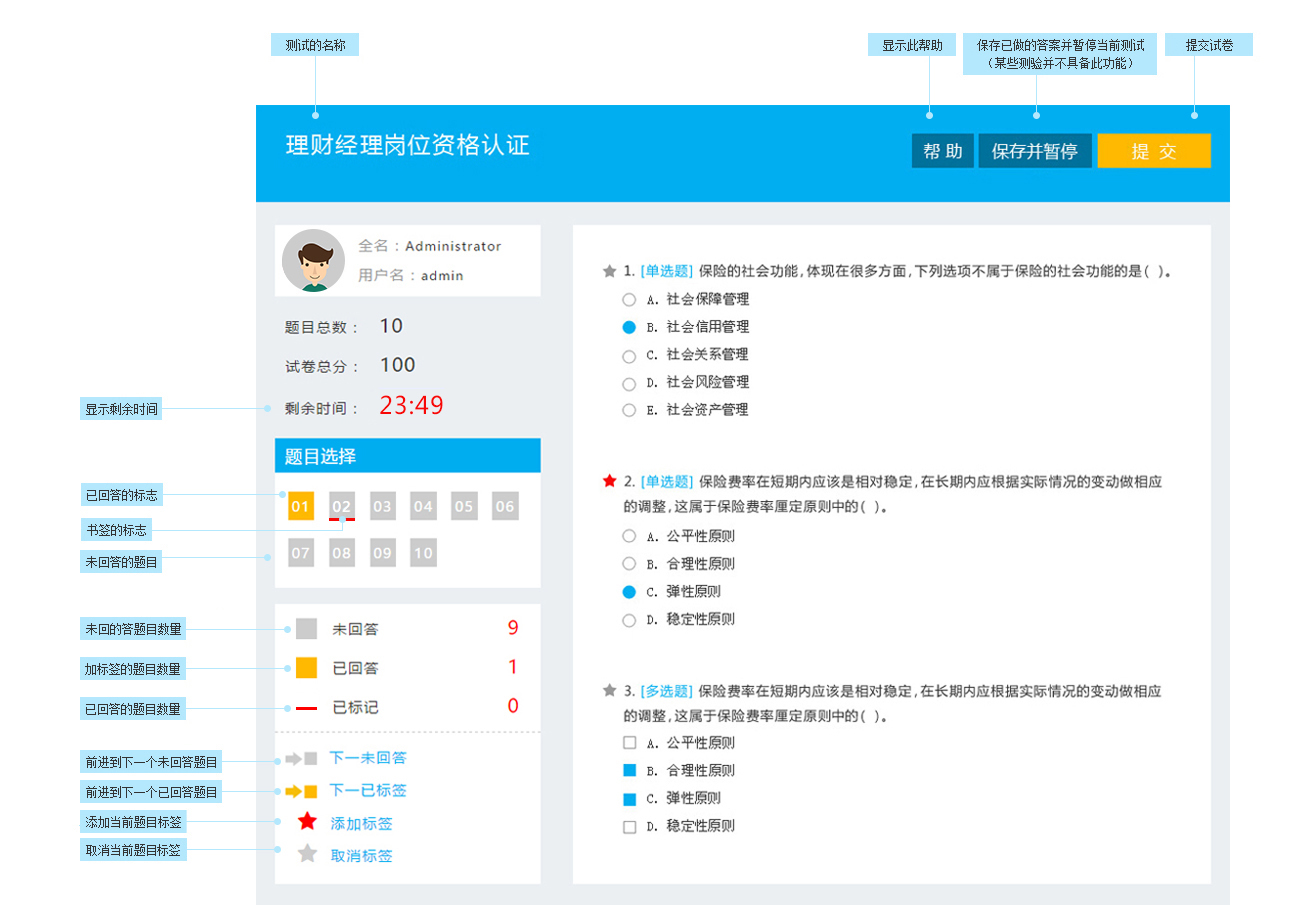 测试的名称
显示此帮助
保存已做的答案并暂停当前测试
（某些测验并不具备此功能）
提交试卷
理财经理岗位资格认证
帮 助
保存并暂停
提 交
全名：Administrator
用户名：admin
题目总数： 10
试卷总分： 100
显示剩余时间
剩余时间： 23:49
题目选择
已回答的标志
01 02 03 04 05 06
书签的标志
未回答的题目
07 08 09 10
未回的答题目数量
未回答 9
加标签的题目数量
已回答 1
已回答的题目数量
已标记 0
前进到下一个未回答题目
下一未回答
前进到下一个已回答题目
下一已标签
添加当前题目标签
添加标签
取消当前题目标签
取消标签
1. [单选题] 保险的社会功能,体现在很多方面,下列选项不属于保险的社会功能的是( )。
A. 社会保障管理
B. 社会信用管理
C. 社会关系管理
D. 社会风险管理
E. 社会资产管理
2. [单选题] 保险费率在短期内应该是相对稳定,在长期内应根据实际情况的变动做相应
的调整,这属于保险费率厘定原则中的( )。
A. 公平性原则
B. 合理性原则
C. 弹性原则
D. 稳定性原则
3. [多选题] 保险费率在短期内应该是相对稳定,在长期内应根据实际情况的变动做相应
的调整,这属于保险费率厘定原则中的( )。
A. 公平性原则
B. 合理性原则
C. 弹性原则
D. 稳定性原则